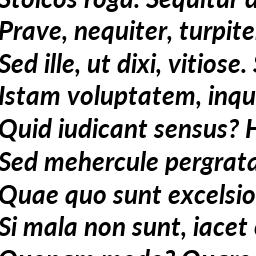 Stoicos roga. Sequitur
Prave, nequiter, turpite
Sed ille, ut dixi, vitiose.
Istam voluptatem, inqu
Quid iudicant sensus? H
Sed mehercule pergrata
Quae quo sunt excelsio
Si mala non sunt, iacet